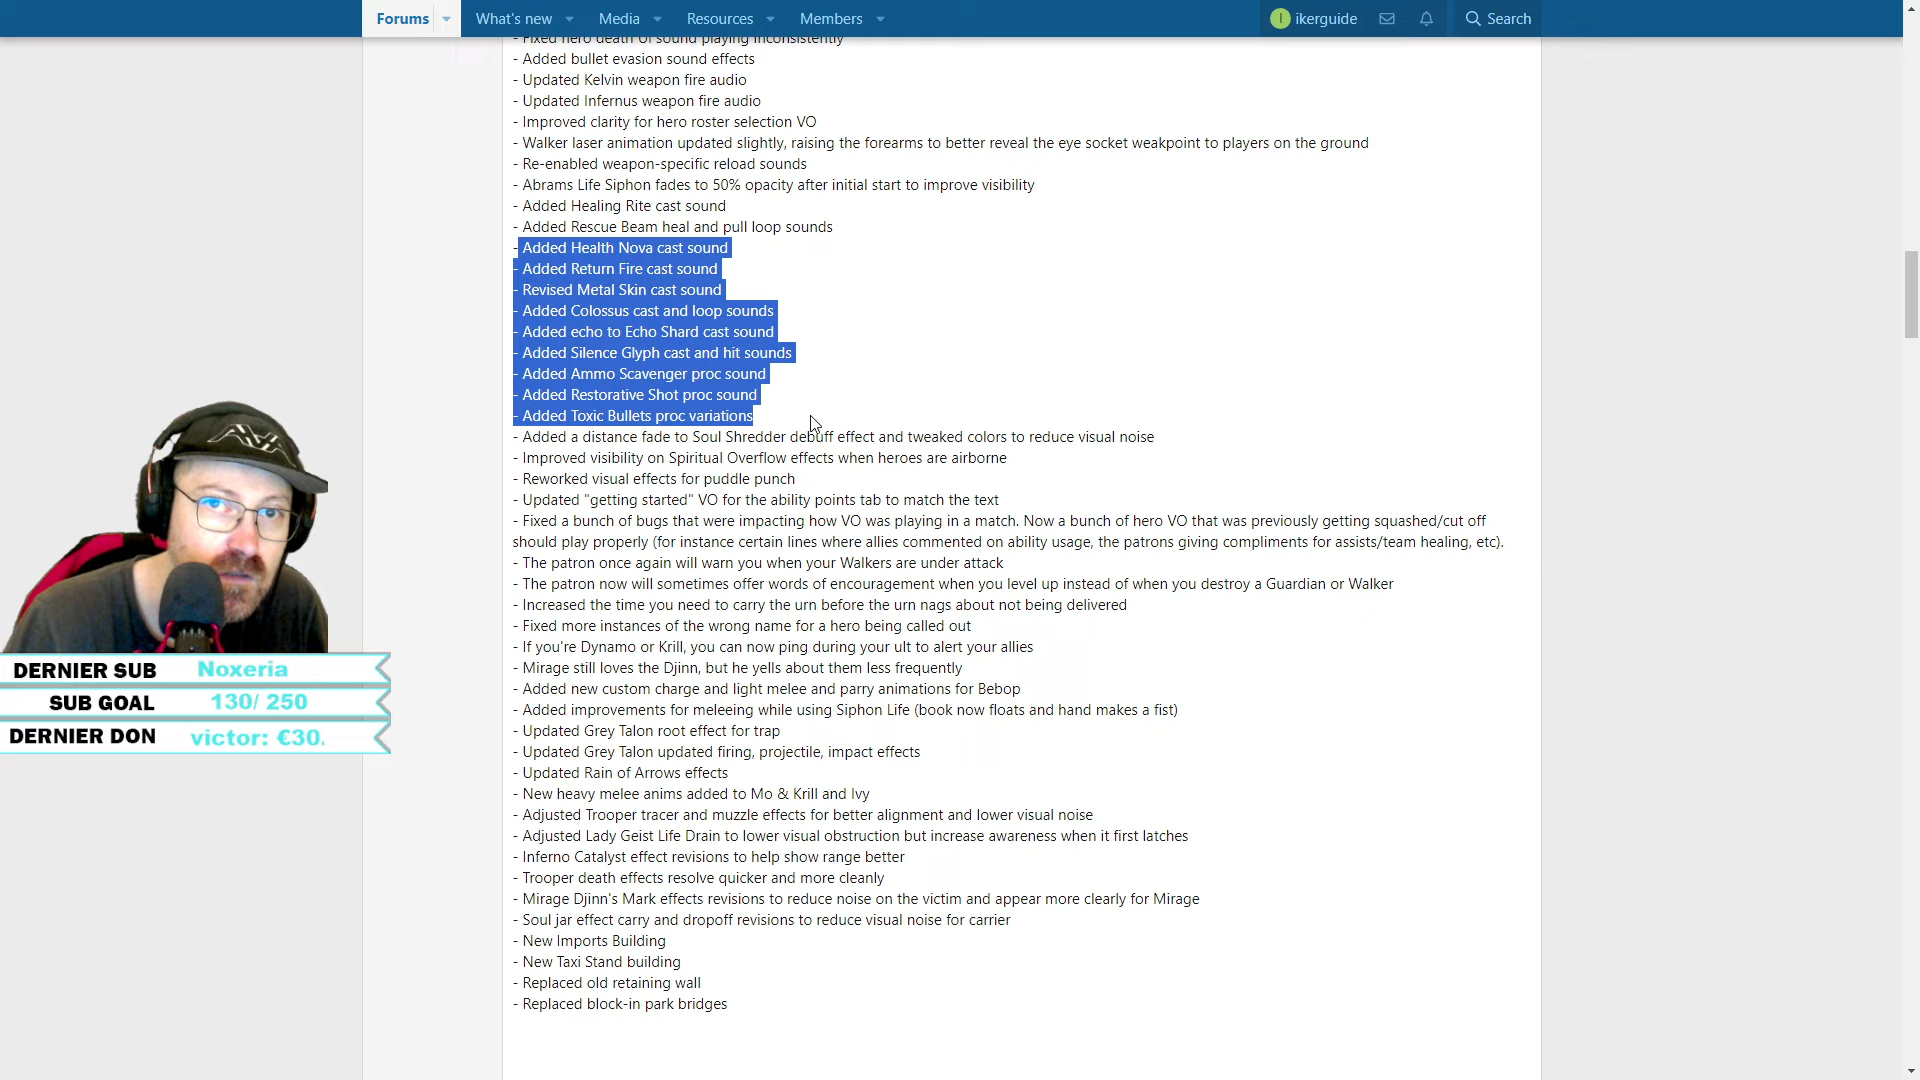 Forums
What's new
Media
Resources
Members
I
ikerguide
Search
- Fixed hero death UI sound playing inconsistently
- Added bullet evasion sound effects
- Updated Kelvin weapon fire audio
- Updated Infernus weapon fire audio
- Improved clarity for hero roster selection VO
- Walker laser animation updated slightly, raising the forearms to better reveal the eye socket weakpoint to players on the ground
- Re-enabled weapon-specific reload sounds
- Abrams Life Siphon fades to 50% opacity after initial start to improve visibility
- Added Healing Rite cast sound
- Added Rescue Beam heal and pull loop sounds
- Added Health Nova cast sound
- Added Return Fire cast sound
- Revised Metal Skin cast sound
- Added Colossus cast and loop sounds
- Added echo to Echo Shard cast sound
- Added Silence Glyph cast and hit sounds
- Added Ammo Scavenger proc sound
- Added Restorative Shot proc sound
- Added Toxic Bullets proc variations
- Added a distance fade to Soul Shredder debuff effect and tweaked colors to reduce visual noise
- Improved visibility on Spiritual Overflow effects when heroes are airborne
- Reworked visual effects for puddle punch
- Updated "getting started" VO for the ability points tab to match the text
- Fixed a bunch of bugs that were impacting how VO was playing in a match. Now a bunch of hero VO that was previously getting squashed/cut off
should play properly (for instance certain lines where allies commented on ability usage, the patrons giving compliments for assists/team healing, etc).
- The patron once again will warn you when your Walkers are under attack
- The patron now will sometimes offer words of encouragement when you level up instead of when you destroy a Guardian or Walker
- Increased the time you need to carry the urn before the urn nags about not being delivered
- Fixed more instances of the wrong name for a hero being called out
- If you're Dynamo or Krill, you can now ping during your ult to alert your allies
- Mirage still loves the Djinn, but he yells about them less frequently
- Added new custom charge and light melee and parry animations for Bebop
- Added improvements for meleeing while using Siphon Life (book now floats and hand makes a fist)
- Updated Grey Talon root effect for trap
- Updated Grey Talon updated firing, projectile, impact effects
- Updated Rain of Arrows effects
- New heavy melee anims added to Mo & Krill and Ivy
- Adjusted Trooper tracer and muzzle effects for better alignment and lower visual noise
- Adjusted Lady Geist Life Drain to lower visual obstruction but increase awareness when it first latches
- Inferno Catalyst effect revisions to help show range better
- Trooper death effects resolve quicker and more cleanly
- Mirage Djinn's Mark effects revisions to reduce noise on the victim and appear more clearly for Mirage
- Soul jar effect carry and dropoff revisions to reduce visual noise for carrier
- New Imports Building
- New Taxi Stand building
- Replaced old retaining wall
- Replaced block-in park bridges
DERNIER SUB Noxeria
SUB GOAL 130/ 250
DERNIER DON victor: €30.